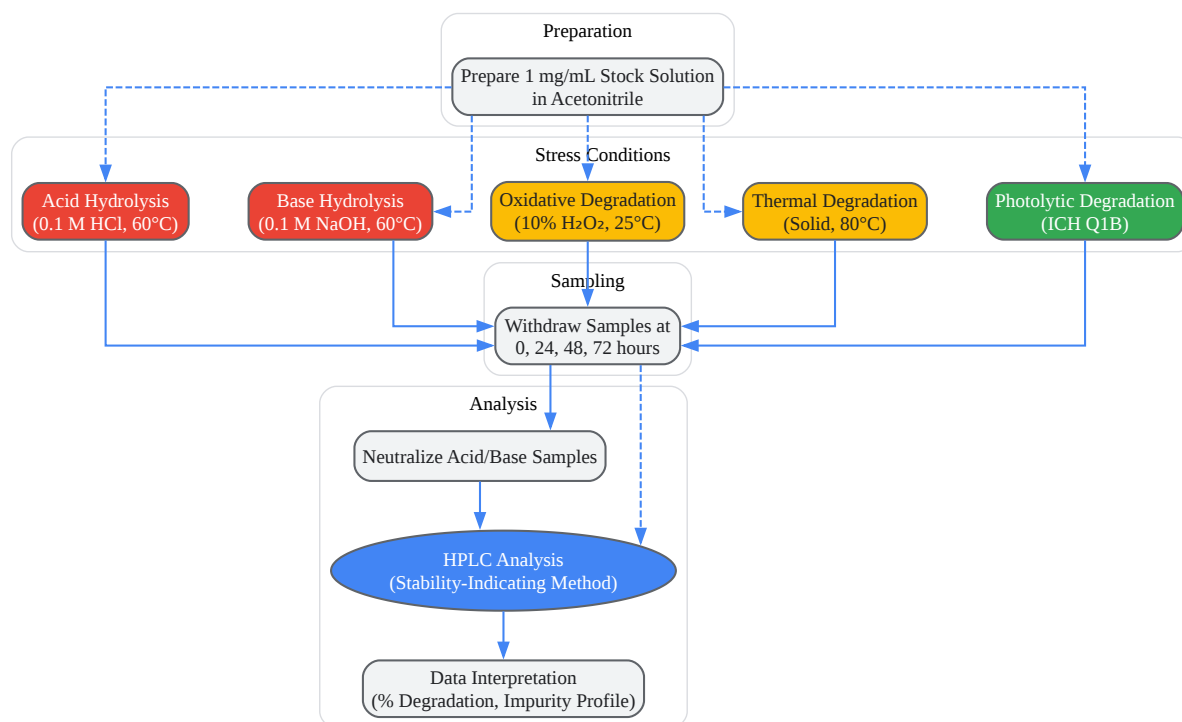 Preparation
Prepare 1 mg/mL Stock Solution
in Acetonitrile
Stress Conditions
Acid Hydrolysis
(0.1 M HCl, 60°C)
Base Hydrolysis
(0.1 M NaOH, 60°C)
Oxidative Degradation
(10% H₂O₂, 25°C)
Thermal Degradation
(Solid, 80°C)
Photolytic Degradation
(ICH Q1B)
Sampling
Withdraw Samples at
0, 24, 48, 72 hours
Analysis
Neutralize Acid/Base Samples
HPLC Analysis
(Stability-Indicating Method)
Data Interpretation
(% Degradation, Impurity Profile)